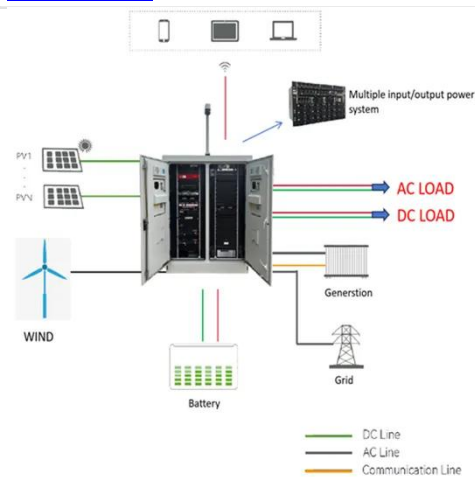 Multiple input/output power
system
PV1
PVN
AC LOAD
DC LOAD
WIND
Generstion
Grid
Battery
DC Line
AC Line
Communication Line